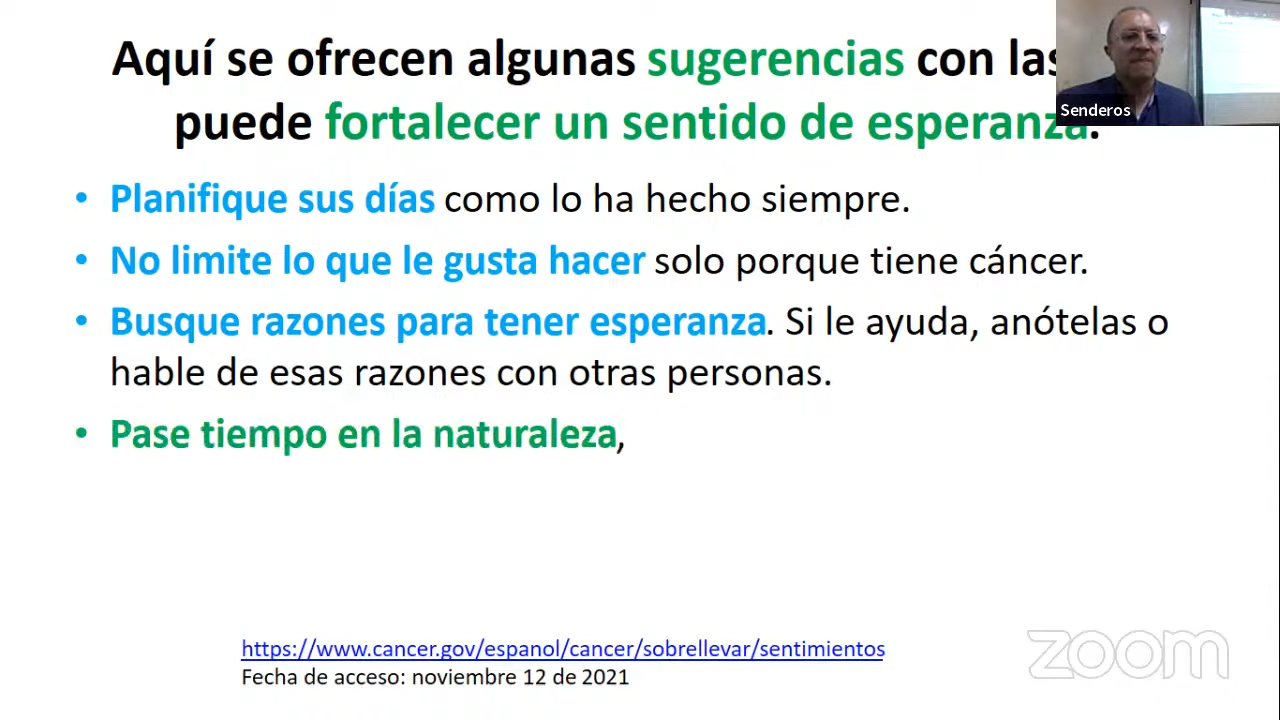 Aquí se ofrecen algunas sugerencias con las
puede fortalecer un sentido de esperanza.
• Planifique sus días como lo ha hecho siempre.
• No limite lo que le gusta hacer solo porque tiene cáncer.
• Busque razones para tener esperanza. Si le ayuda, anótelas o
hable de esas razones con otras personas.
• Pase tiempo en la naturaleza,
https://www.cancer.gov/espanol/cancer/sobrellevar/sentimientos
Fecha de acceso: noviembre 12 de 2021
Senderos
zoom